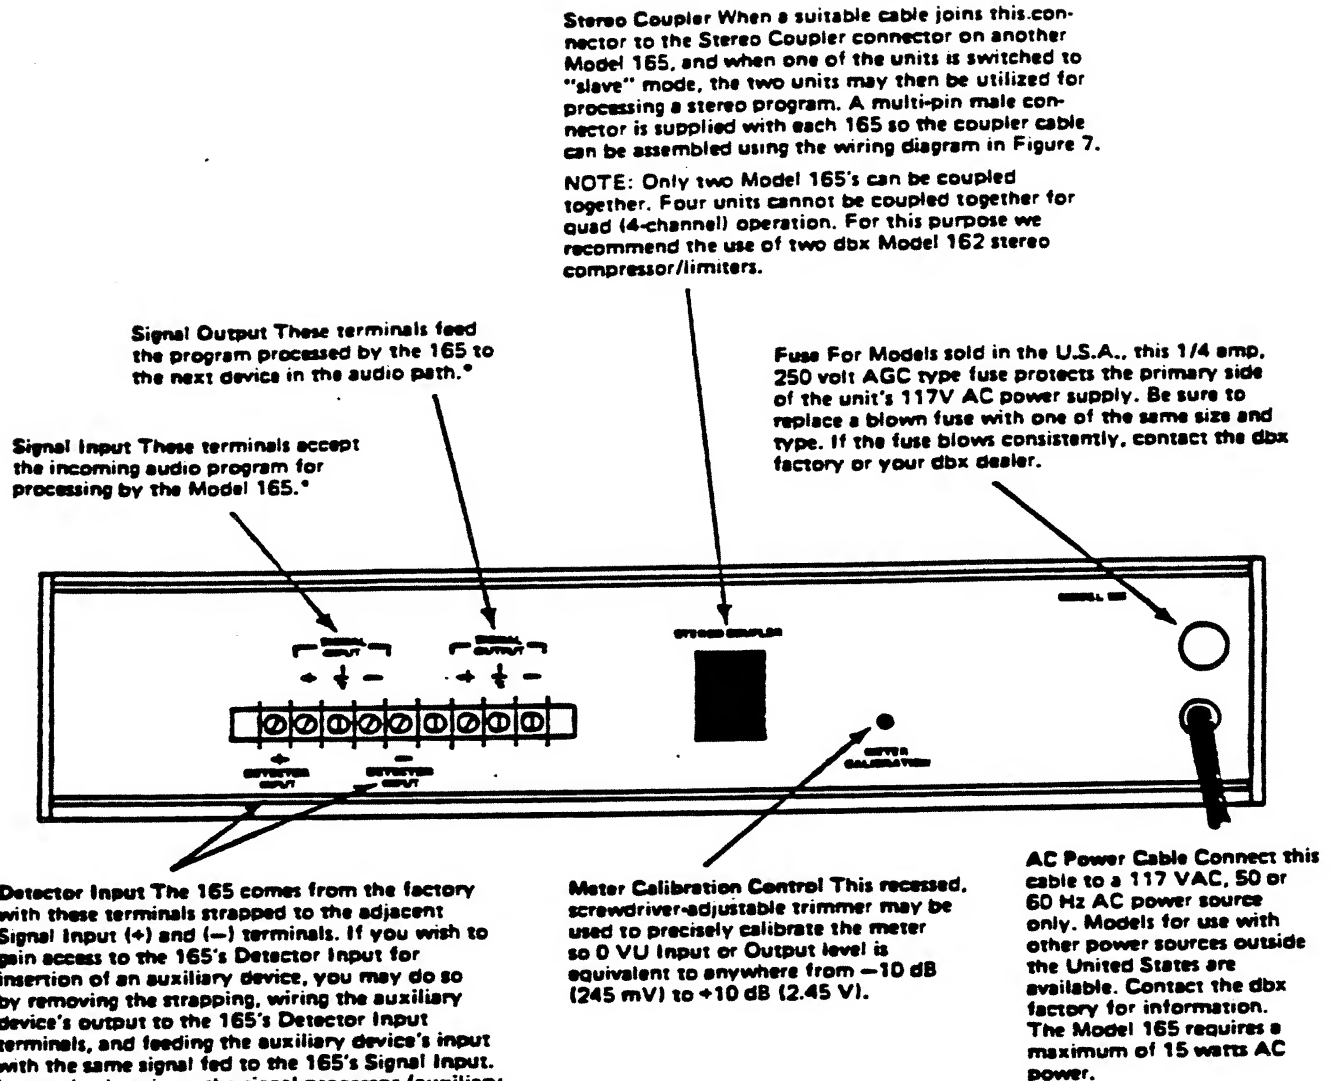 Stereo Coupler When a suitable cable joins this con-
nector to the Stereo Coupler connector on another
Model 165, and when one of the units is switched to
"slave" mode, the two units may then be utilized for
processing a stereo program. A multi-pin male con-
nector is supplied with each 165 so the coupler cable
can be assembled using the wiring diagram in Figure 7.
NOTE: Only two Model 165's can be coupled
together. Four units cannot be coupled together for
quad (4-channel) operation. For this purpose we
recommend the use of two dbx Model 162 stereo
compressor/limiters.
Signal Output These terminals feed
the program processed by the 165 to
the next device in the audio path.*
Fuse For Models sold in the U.S.A., this 1/4 amp,
250 volt AGC type fuse protects the primary side
of the unit's 117V AC power supply. Be sure to
replace a blown fuse with one of the same size and
type. If the fuse blows consistently, contact the dbx
factory or your dbx dealer.
Signal Input These terminals accept
the incoming audio program for
processing by the Model 165.*
SIGNAL
INPUT
SIGNAL
OUTPUT
STEREO COUPLER
+ −
+ −
+ −
DETECTOR
INPUT
DETECTOR
INPUT
METER
CALIBRATION
Detector Input The 165 comes from the factory
with these terminals strapped to the adjacent
Signal Input (+) and (−) terminals. If you wish to
gain access to the 165's Detector Input for
insertion of an auxiliary device, you may do so
by removing the strapping, wiring the auxiliary
device's output to the 165's Detector Input
terminals, and feeding the auxiliary device's input
with the same signal fed to the 165's Signal Input.
Meter Calibration Control This recessed,
screwdriver-adjustable trimmer may be
used to precisely calibrate the meter
so 0 VU Input or Output level is
equivalent to anywhere from −10 dB
(245 mV) to +10 dB (2.45 V).
AC Power Cable Connect this
cable to a 117 VAC, 50 or
60 Hz AC power source
only. Models for use with
other power sources outside
the United States are
available. Contact the dbx
factory for information.
The Model 165 requires a
maximum of 15 watts AC
power.